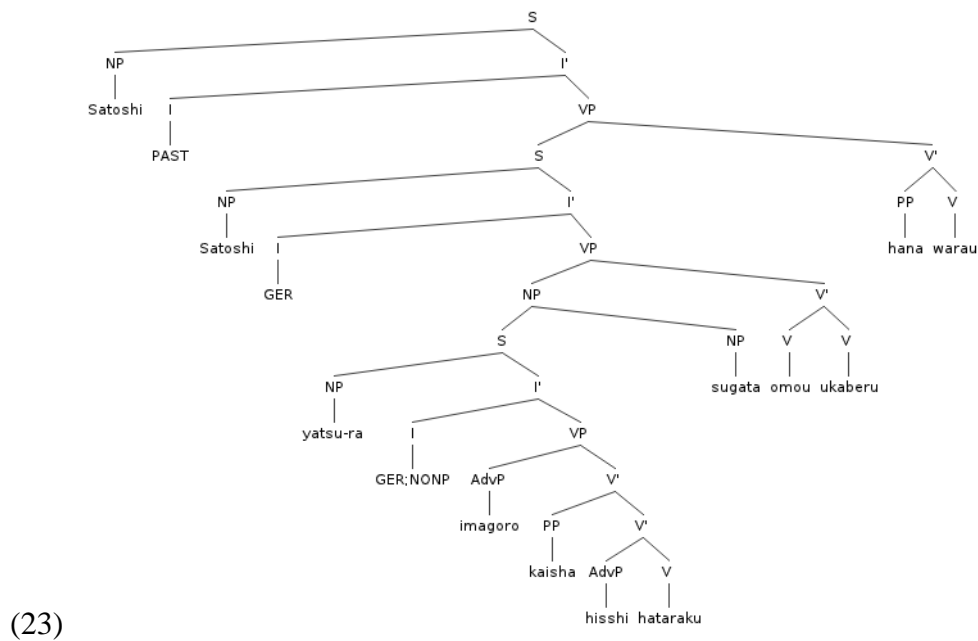 S
NP I'
Satoshi I VP
PAST S V'
NP I' PP V
Satoshi I VP hana warau
GER NP V'
S NP V V
NP I' sugata omou ukaberu
yatsu-ra I VP
GER;NONP AdvP V'
imagoro PP V'
kaisha AdvP V
hisshi hataraku
(23)